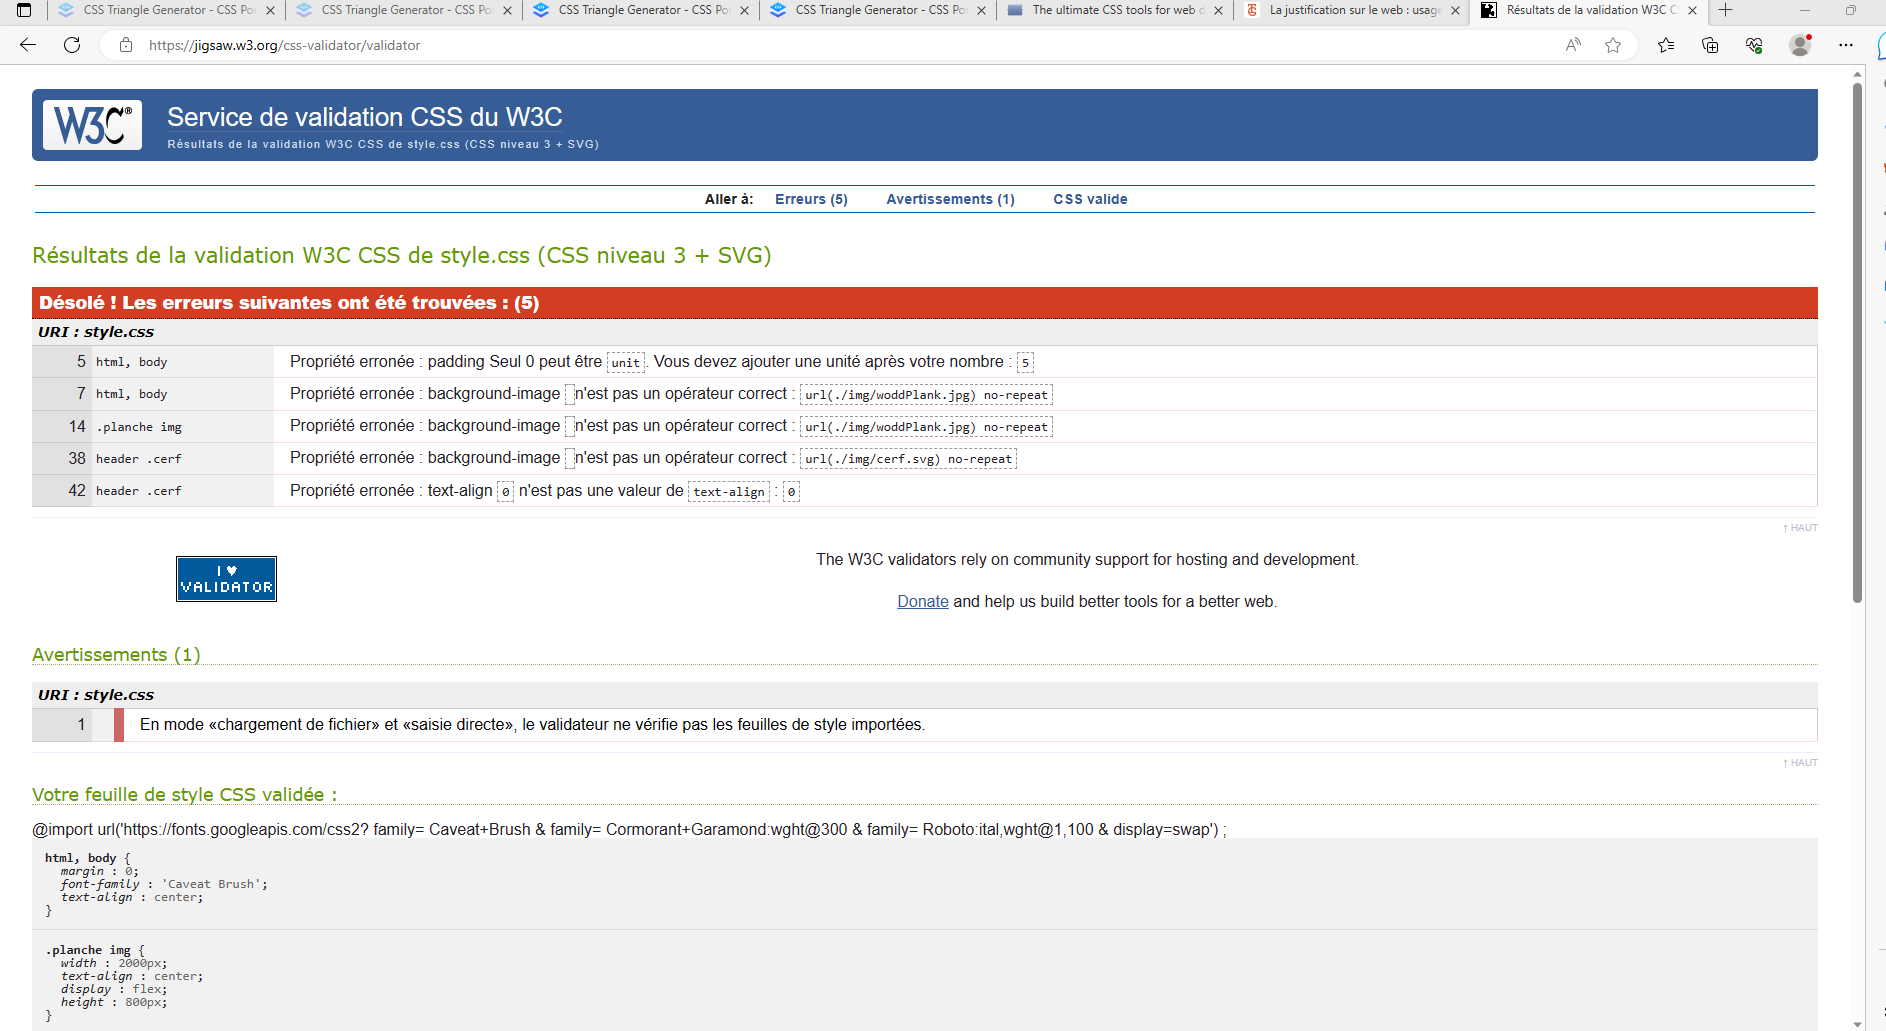 CSS Triangle Generator - CSS Po
CSS Triangle Generator - CSS Po
CSS Triangle Generator - CSS Po
CSS Triangle Generator - CSS Po
The ultimate CSS tools for web d
La justification sur le web : usage
Résultats de la validation W3C C
https://jigsaw.w3.org/css-validator/validator
W3C®
Service de validation CSS du W3C
Résultats de la validation W3C CSS de style.css (CSS niveau 3 + SVG)
Aller à: Erreurs (5) Avertissements (1) CSS valide
Résultats de la validation W3C CSS de style.css (CSS niveau 3 + SVG)
Désolé ! Les erreurs suivantes ont été trouvées : (5)
URI : style.css
5 html, body Propriété erronée : padding Seul 0 peut être unit. Vous devez ajouter une unité après votre nombre : 5
7 html, body Propriété erronée : background-image n'est pas un opérateur correct : url(./img/woddPlank.jpg) no-repeat
14 .planche img Propriété erronée : background-image n'est pas un opérateur correct : url(./img/woddPlank.jpg) no-repeat
38 header .cerf Propriété erronée : background-image n'est pas un opérateur correct : url(./img/cerf.svg) no-repeat
42 header .cerf Propriété erronée : text-align 0 n'est pas une valeur de text-align : 0
↑ HAUT
I ♥
VALIDATOR
The W3C validators rely on community support for hosting and development.
Donate and help us build better tools for a better web.
Avertissements (1)
URI : style.css
1 En mode «chargement de fichier» et «saisie directe», le validateur ne vérifie pas les feuilles de style importées.
↑ HAUT
Votre feuille de style CSS validée :
@import url('https://fonts.googleapis.com/css2? family= Caveat+Brush & family= Cormorant+Garamond:wght@300 & family= Roboto:ital,wght@1,100 & display=swap') ;
html, body {
margin : 0;
font-family : 'Caveat Brush';
text-align : center;
}
.planche img {
width : 2000px;
text-align : center;
display : flex;
height : 800px;
}